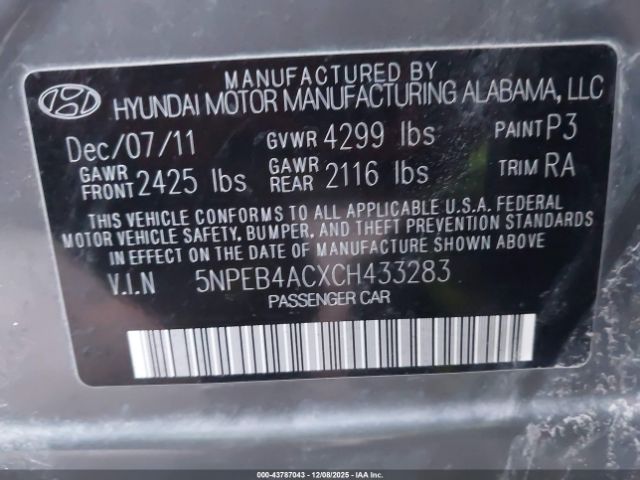 MANUFACTURED BY
HYUNDAI MOTOR MANUFACTURING ALABAMA, LLC
Dec/07/11 GVWR 4299 lbs PAINT P3
GAWR FRONT 2425 lbs GAWR REAR 2116 lbs TRIM RA
THIS VEHICLE CONFORMS TO ALL APPLICABLE U.S.A. FEDERAL
MOTOR VEHICLE SAFETY, BUMPER, AND THEFT PREVENTION STANDARDS
IN EFFECT ON THE DATE OF MANUFACTURE SHOWN ABOVE.
V.I.N 5NPEB4ACXCH433283
PASSENGER CAR
000-43787043 - 12/08/2025 - IAA Inc.